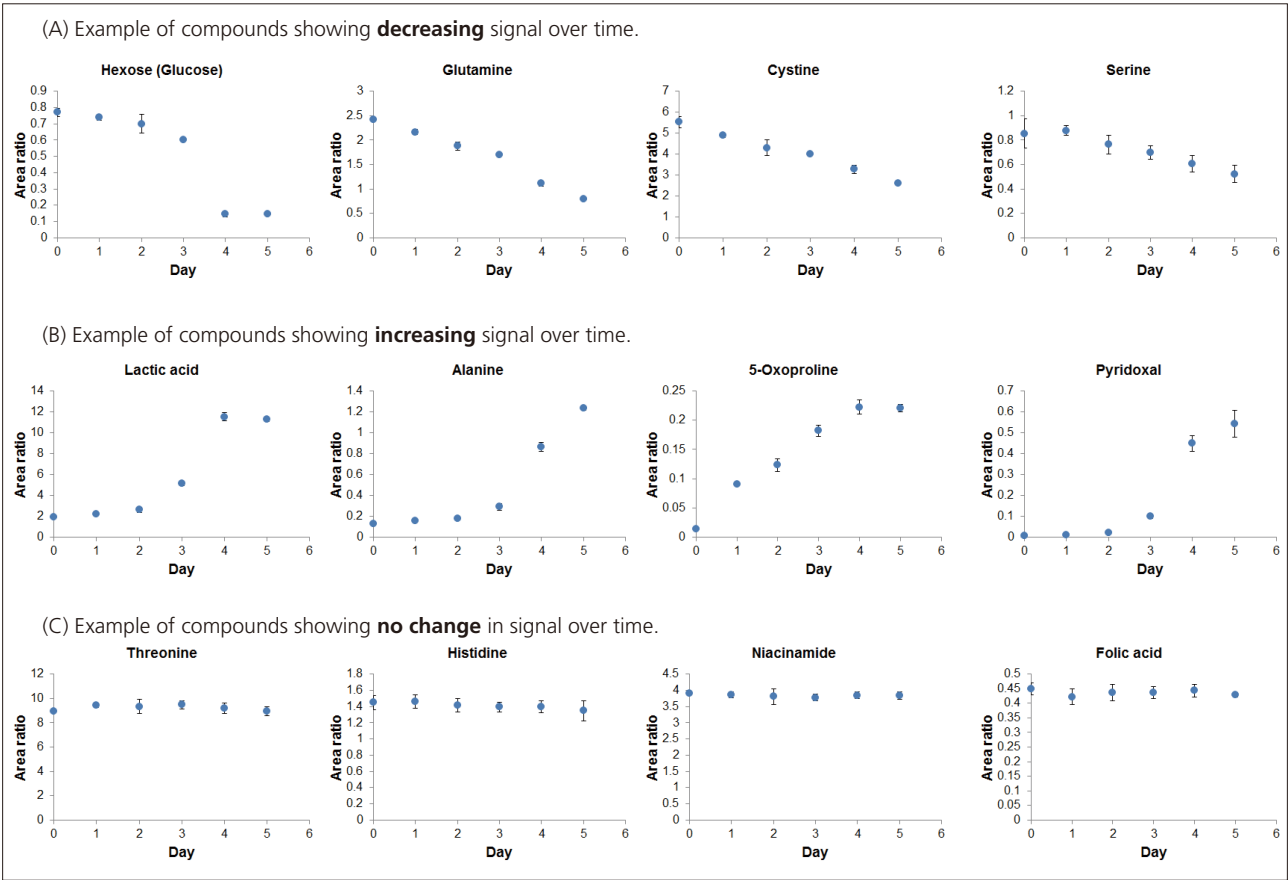 (A) Example of compounds showing decreasing signal over time.
Hexose (Glucose)
Area ratio
0.9
0.8
0.7
0.6
0.5
0.4
0.3
0.2
0.1
0
0 1 2 3 4 5 6
Day
Glutamine
Area ratio
3
2.5
2
1.5
1
0.5
0
0 1 2 3 4 5 6
Day
Cystine
Area ratio
7
6
5
4
3
2
1
0
0 1 2 3 4 5 6
Day
Serine
Area ratio
1.2
1
0.8
0.6
0.4
0.2
0
0 1 2 3 4 5 6
Day
(B) Example of compounds showing increasing signal over time.
Lactic acid
Area ratio
14
12
10
8
6
4
2
0
0 1 2 3 4 5 6
Day
Alanine
Area ratio
1.4
1.2
1
0.8
0.6
0.4
0.2
0
0 1 2 3 4 5 6
Day
5-Oxoproline
Area ratio
0.25
0.2
0.15
0.1
0.05
0
0 1 2 3 4 5 6
Day
Pyridoxal
Area ratio
0.7
0.6
0.5
0.4
0.3
0.2
0.1
0
0 1 2 3 4 5 6
Day
(C) Example of compounds showing no change in signal over time.
Threonine
Area ratio
12
10
8
6
4
2
0
0 1 2 3 4 5 6
Day
Histidine
Area ratio
1.8
1.6
1.4
1.2
1
0.8
0.6
0.4
0.2
0
0 1 2 3 4 5 6
Day
Niacinamide
Area ratio
4.5
4
3.5
3
2.5
2
1.5
1
0.5
0
0 1 2 3 4 5 6
Day
Folic acid
Area ratio
0.5
0.45
0.4
0.35
0.3
0.25
0.2
0.15
0.1
0.05
0
0 1 2 3 4 5 6
Day